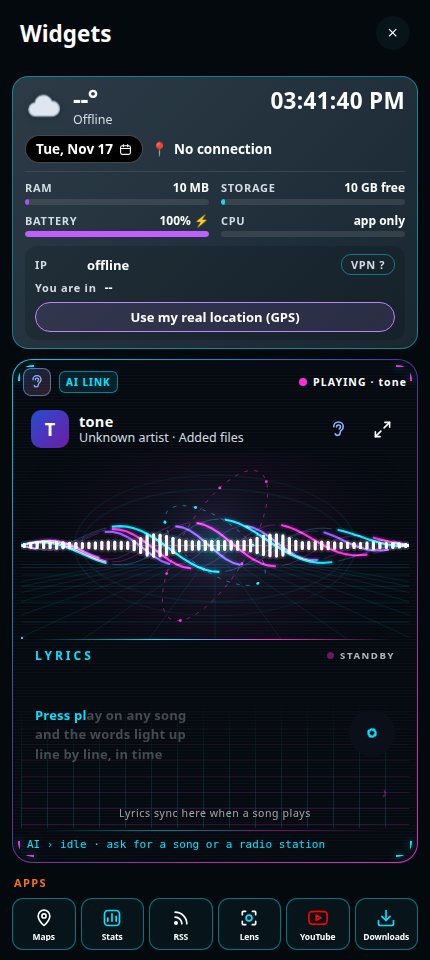 Widgets
--°
Offline
03:41:40 PM
Tue, Nov 17
No connection
RAM 10 MB
STORAGE 10 GB free
BATTERY 100% ⚡
CPU app only
IP offline
VPN ?
You are in --
Use my real location (GPS)
AI LINK
PLAYING · tone
T
tone
Unknown artist · Added files
LYRICS
STANDBY
Press play on any song
and the words light up
line by line, in time
Lyrics sync here when a song plays
AI › idle · ask for a song or a radio station
APPS
Maps
Stats
RSS
Lens
YouTube
Downloads